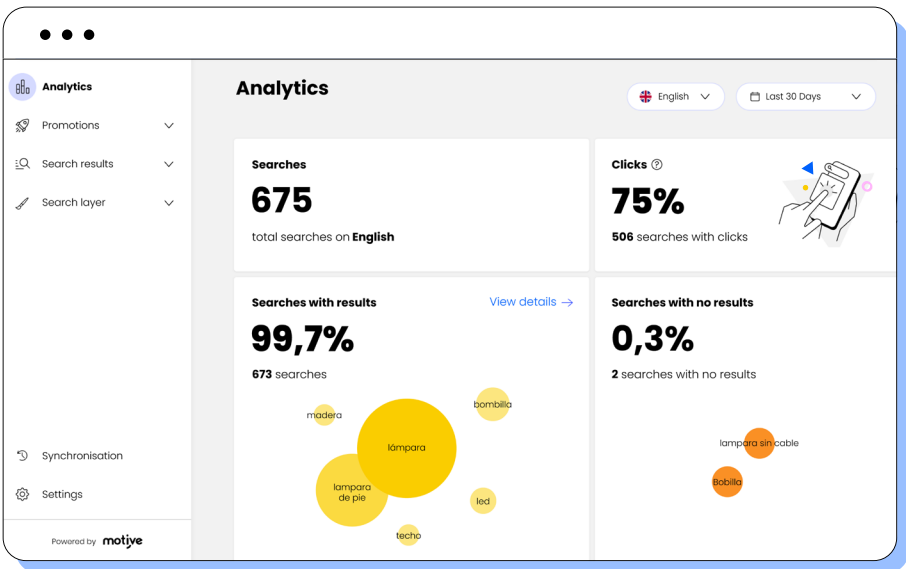 Analytics
Promotions
Search results
Search layer
Synchronisation
Settings
Powered by motive
Analytics
English
Last 30 Days
Searches
675
total searches on English
Clicks ?
75%
506 searches with clicks
Searches with results
View details →
99,7%
673 searches
madera
bombilla
lámpara
lampara
de pie
led
techo
Searches with no results
0,3%
2 searches with no results
lampara sin cable
Bobilla